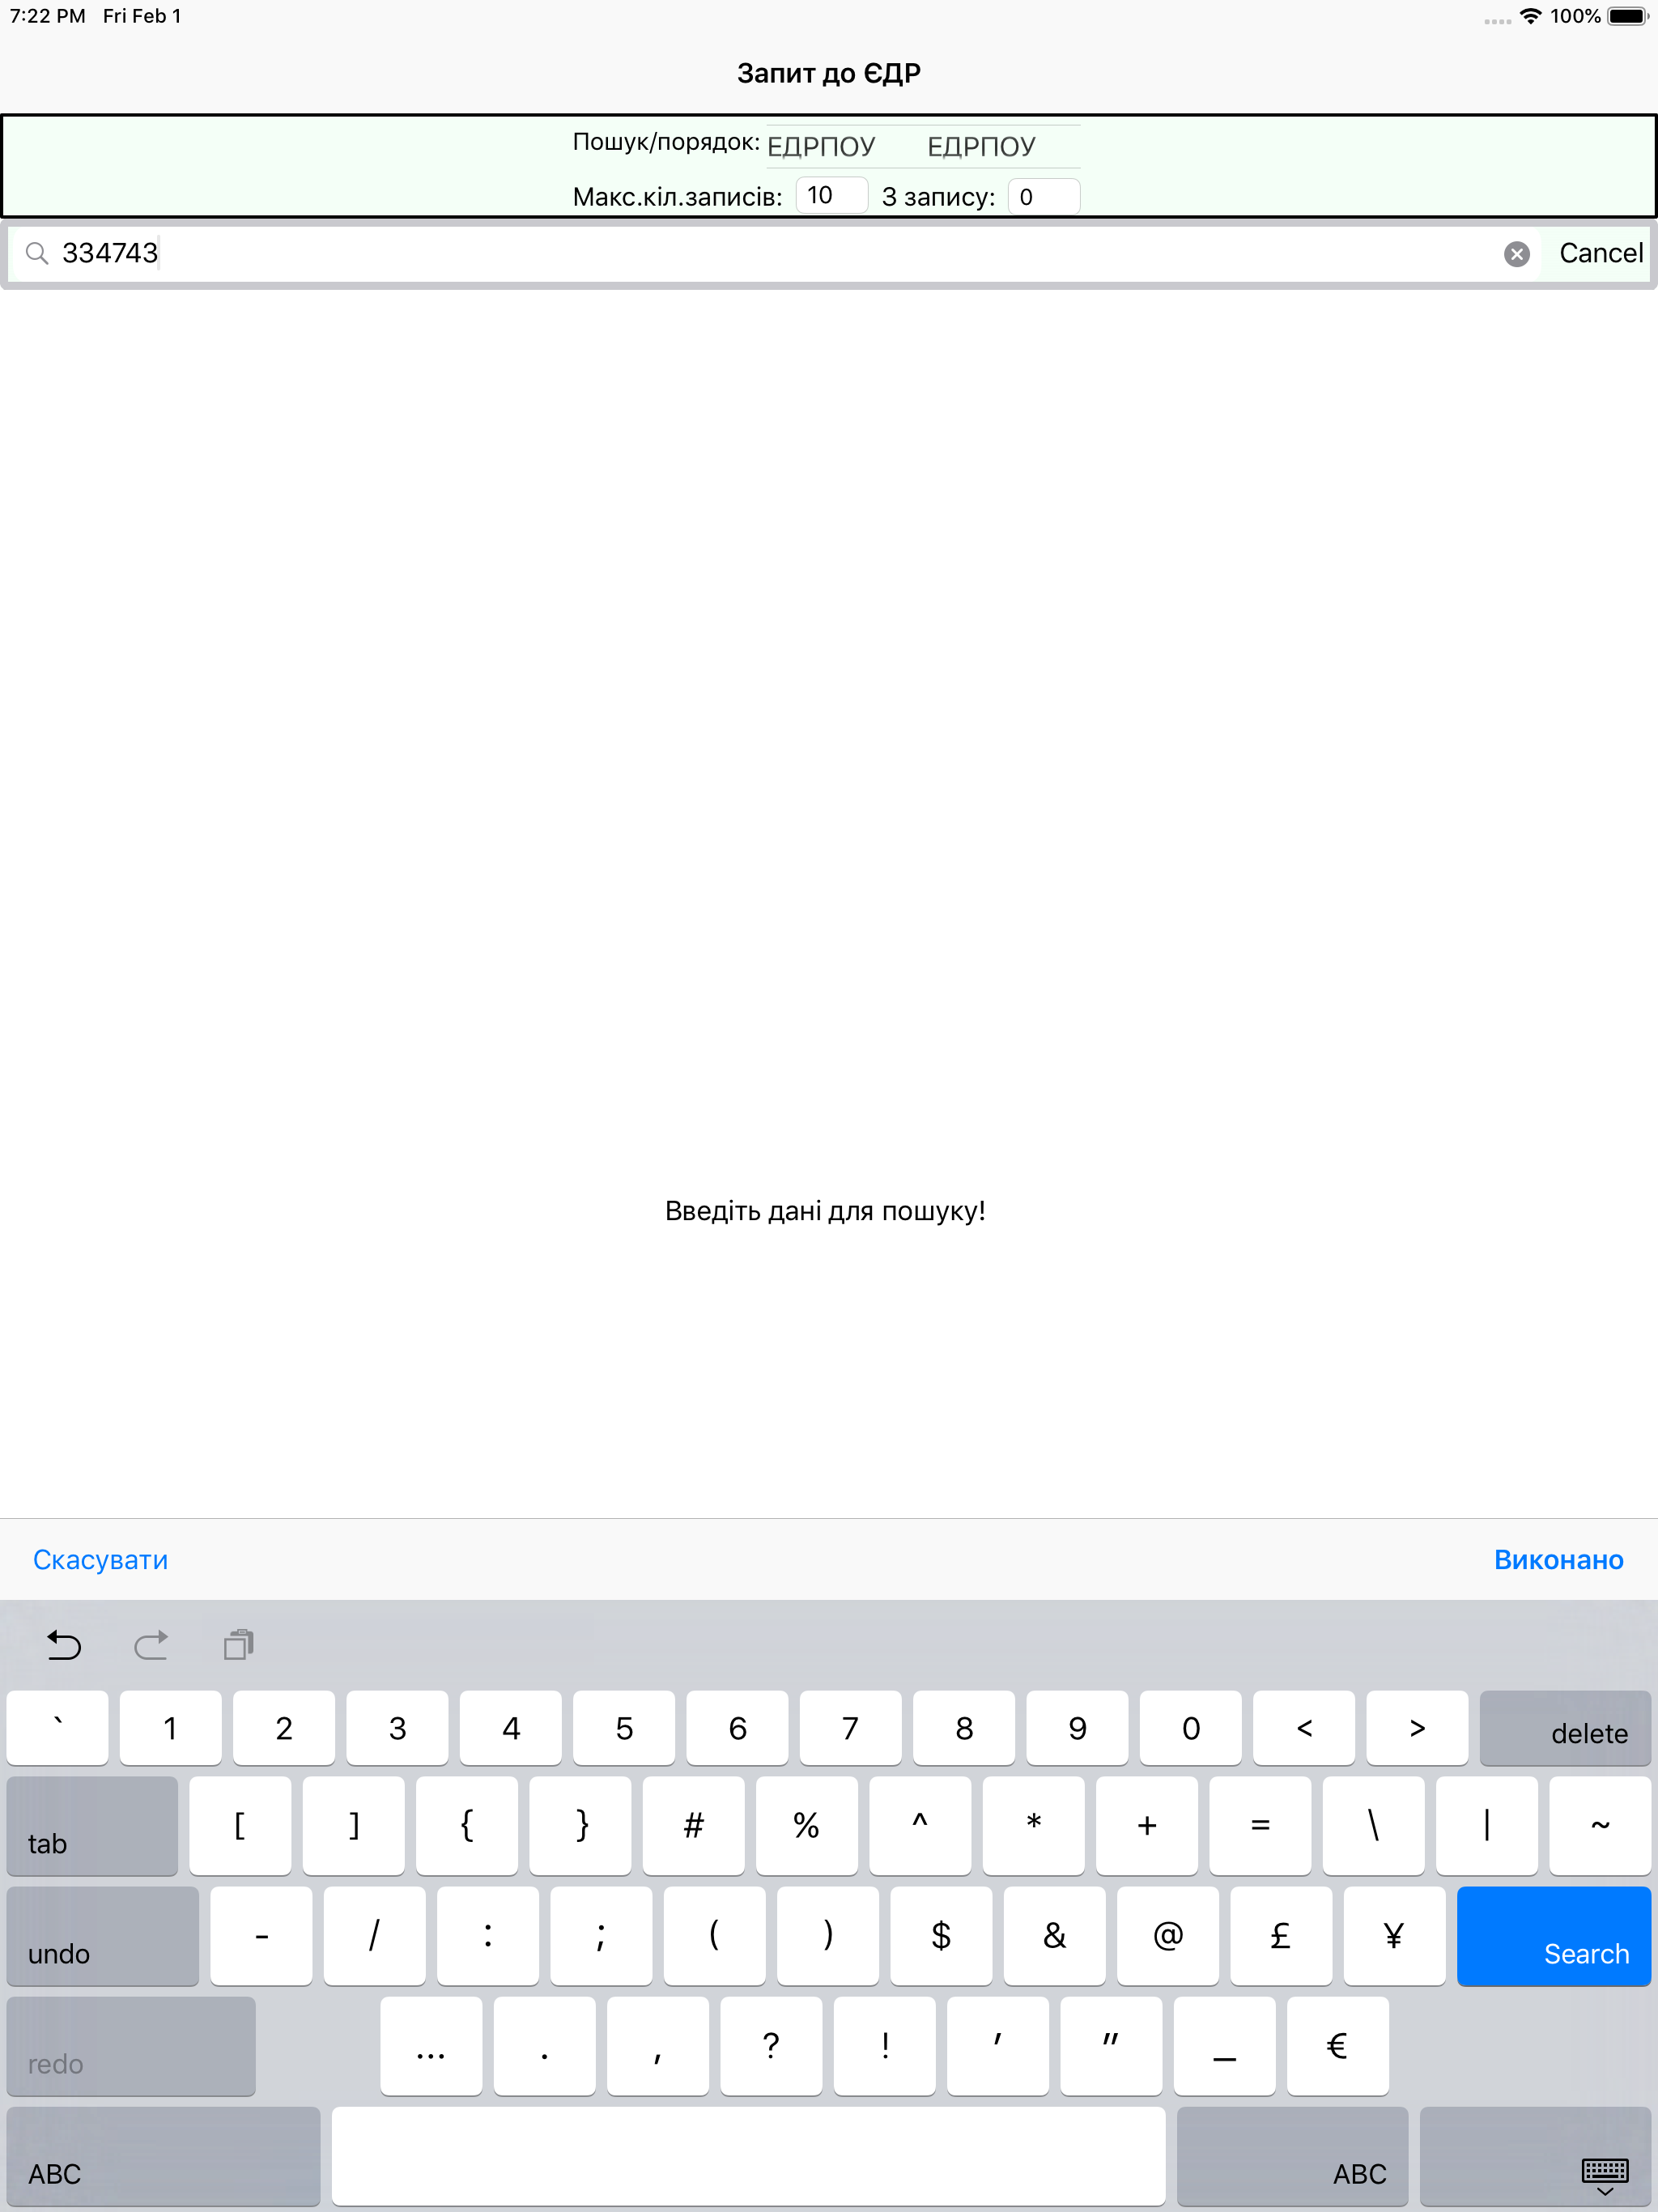 7:22 PM Fri Feb 1 100%
Запит до ЄДР
Пошук/порядок: ЕДРПОУ ЕДРПОУ
Макс.кіл.записів: 10 З запису: 0
334743 Cancel
Введіть дані для пошуку!
Скасувати Виконано
` 1 2 3 4 5 6 7 8 9 0 < > delete
tab [ ] { } # % ^ * + = \ | ~
undo - / : ; ( ) $ & @ £ ¥ Search
redo ... . , ? ! ' " _ €
ABC ABC